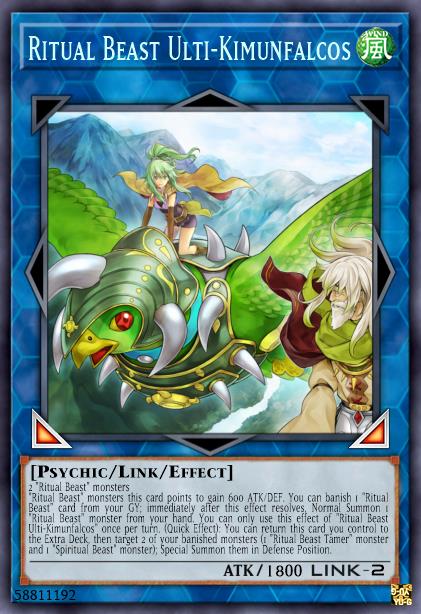 RITUAL BEAST ULTI-KIMUNFALCOS
WIND
風
[PSYCHIC/LINK/EFFECT]
2 "Ritual Beast" monsters
"Ritual Beast" monsters this card points to gain 600 ATK/DEF. You can banish 1 "Ritual
Beast" card from your GY; immediately after this effect resolves, Normal Summon 1
"Ritual Beast" monster from your hand. You can only use this effect of "Ritual Beast
Ulti-Kimunfalcos" once per turn. (Quick Effect): You can return this card you control to
the Extra Deck, then target 2 of your banished monsters (1 "Ritual Beast Tamer" monster
and 1 "Spiritual Beast" monster); Special Summon them in Defense Position.
ATK/1800 LINK-2
58811192